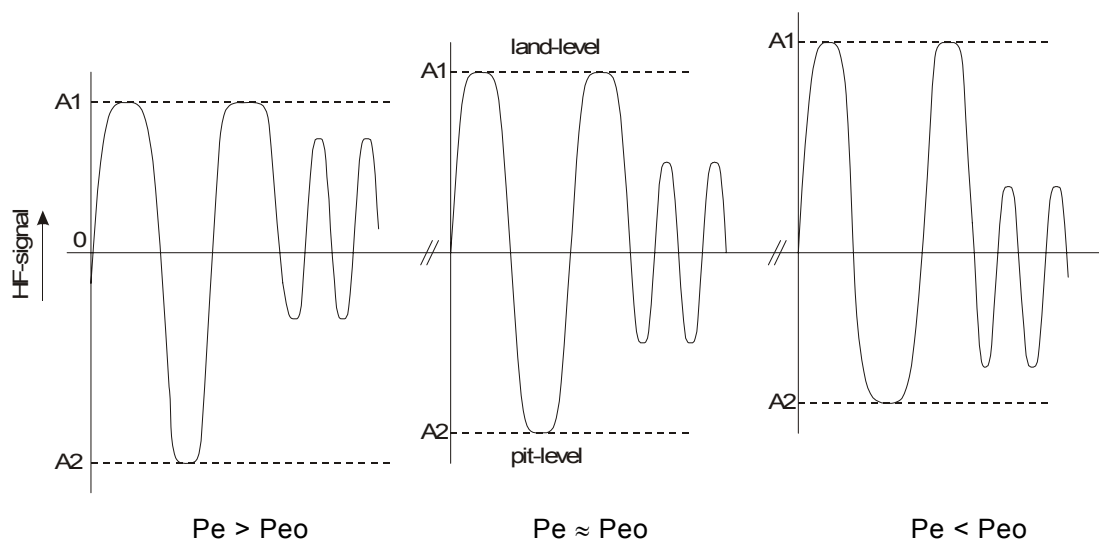 HF-signal
A1
0
A2
Pe > Peo
A1
land-level
A2
pit-level
Pe ≈ Peo
A1
A2
Pe < Peo